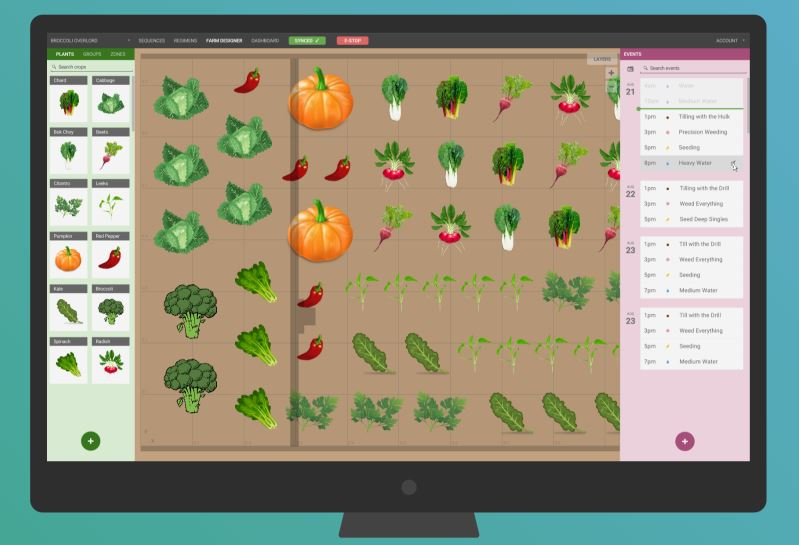 BROCCOLI OVERLORD SEQUENCES REGIMENS FARM DESIGNER DASHBOARD SYNCED ✓ E-STOP ACCOUNT
PLANTS GROUPS ZONES
Search crops
Chard Cabbage
Bok Choy Beets
Cilantro Leeks
Pumpkin Red Pepper
Kale Broccoli
Spinach Radish
+
LAYERS
+
EVENTS
Search events
AUG
21
Water
Medium Water
1pm Tilling with the Hulk
3pm Precision Weeding
5pm Seeding
8pm Heavy Water
AUG
22
1pm Tilling with the Drill
3pm Weed Everything
5pm Seed Deep Singles
AUG
23
1pm Till with the Drill
3pm Weed Everything
5pm Seeding
7pm Medium Water
AUG
23
1pm Till with the Drill
3pm Weed Everything
5pm Seeding
7pm Medium Water
+